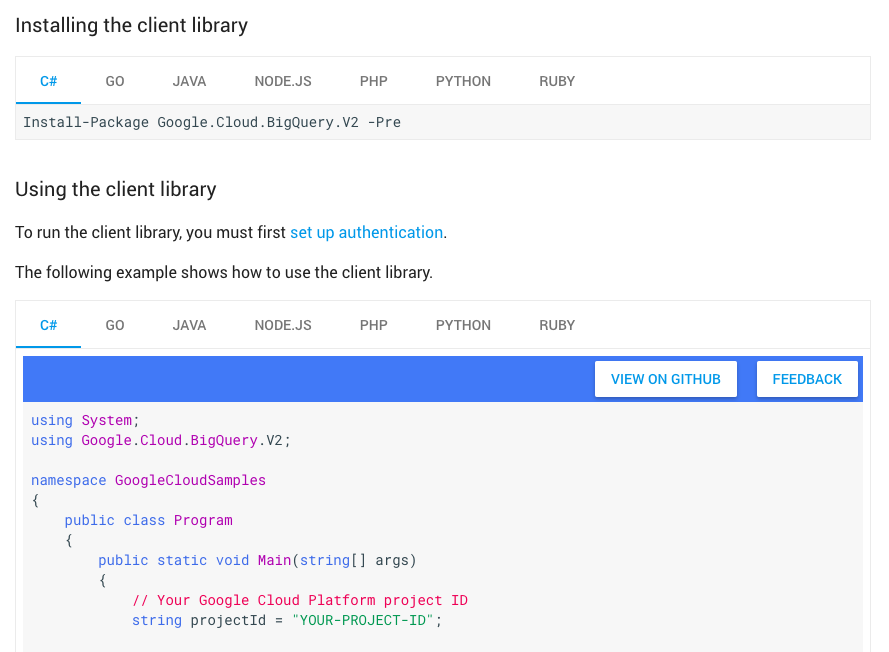 Installing the client library
C# GO JAVA NODE.JS PHP PYTHON RUBY
Install-Package Google.Cloud.BigQuery.V2 -Pre
Using the client library
To run the client library, you must first set up authentication.
The following example shows how to use the client library.
C# GO JAVA NODE.JS PHP PYTHON RUBY
VIEW ON GITHUB FEEDBACK
using System;
using Google.Cloud.BigQuery.V2;
namespace GoogleCloudSamples
{
    public class Program
    {
        public static void Main(string[] args)
        {
            // Your Google Cloud Platform project ID
            string projectId = "YOUR-PROJECT-ID";